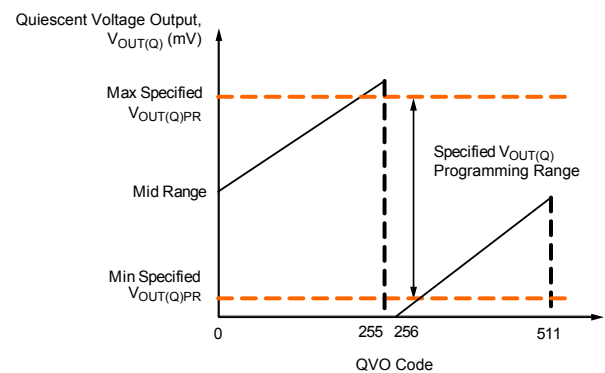 Quiescent Voltage Output,
VOUT(Q) (mV)
Max Specified
VOUT(Q)PR
Specified VOUT(Q)
Programming Range
Mid Range
Min Specified
VOUT(Q)PR
0
255
256
511
QVO Code